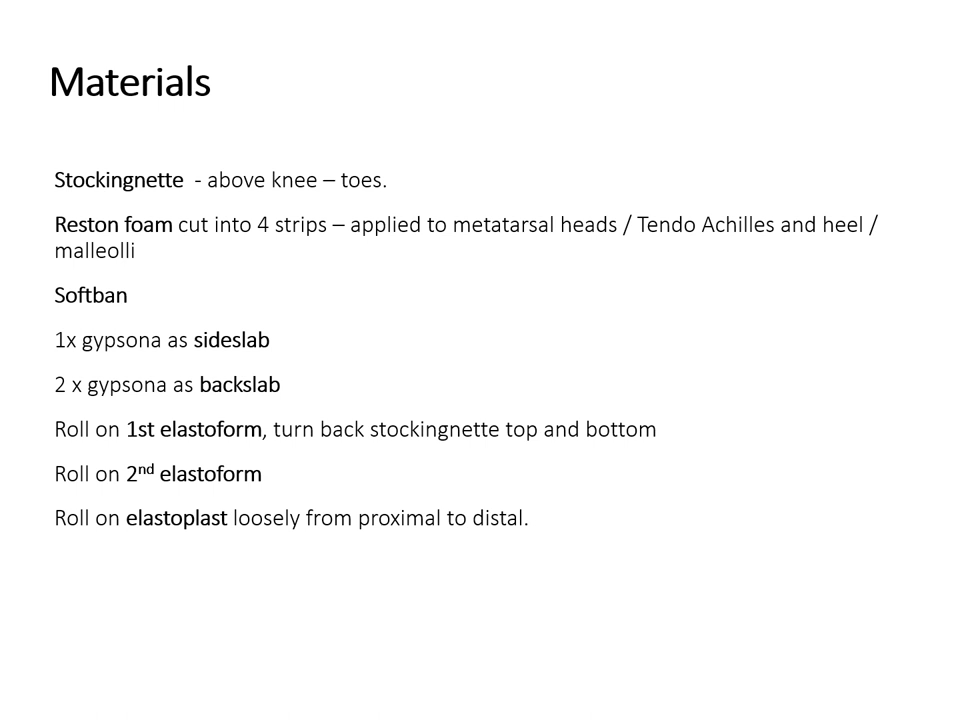 Materials
Stockingnette  - above knee – toes.
Reston foam cut into 4 strips – applied to metatarsal heads / Tendo Achilles and heel /
malleolli
Softban
1x gypsona as sideslab
2 x gypsona as backslab
Roll on 1st elastoform, turn back stockingnette top and bottom
Roll on 2nd elastoform
Roll on elastoplast loosely from proximal to distal.